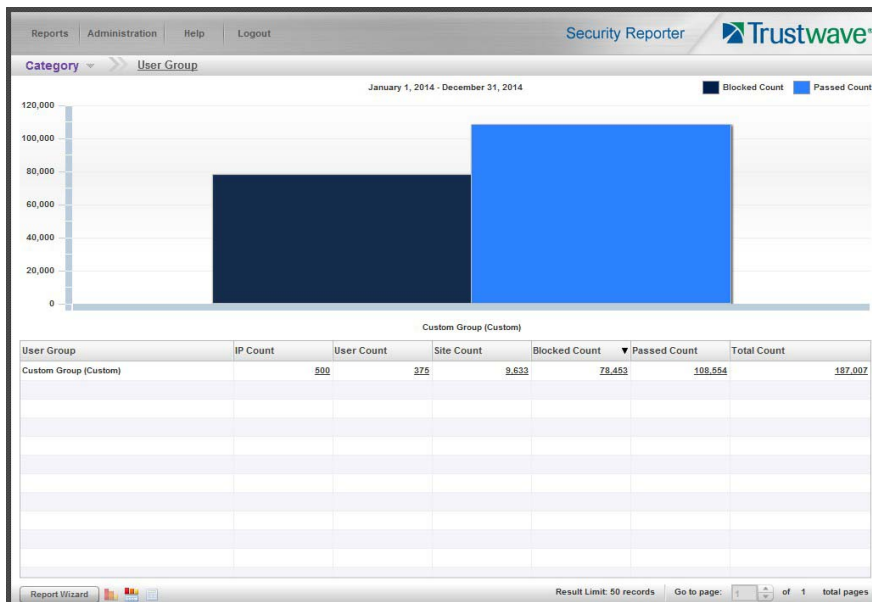 Reports Administration Help Logout Security Reporter Trustwave®
Category User Group
January 1, 2014 - December 31, 2014 Blocked Count Passed Count
120,000
100,000
80,000
60,000
40,000
20,000
0
Custom Group (Custom)
User Group IP Count User Count Site Count Blocked Count ▼ Passed Count Total Count
Custom Group (Custom) 500 375 9,633 78,453 108,554 187,007
Report Wizard Result Limit: 50 records Go to page: 1 of 1 total pages